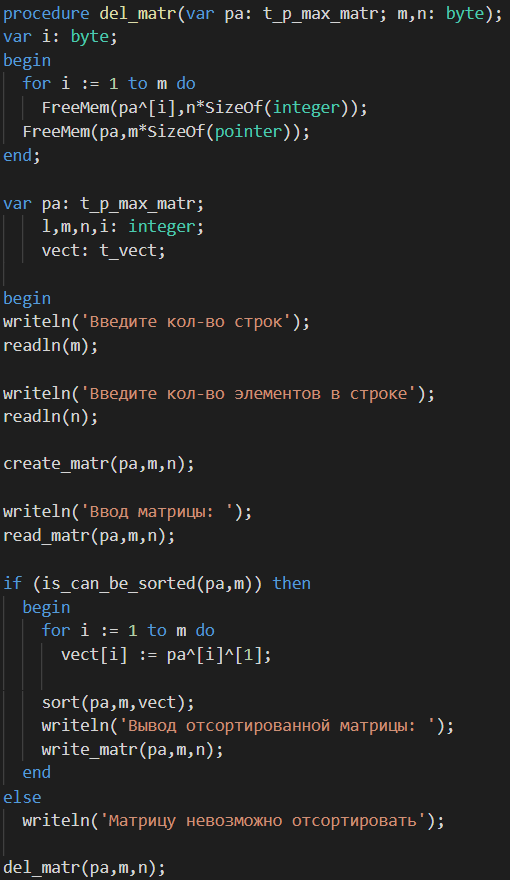 procedure del_matr(var pa: t_p_max_matr; m,n: byte);
var i: byte;
begin
  for i := 1 to m do
    FreeMem(pa^[i],n*SizeOf(integer));
  FreeMem(pa,m*SizeOf(pointer));
end;

var pa: t_p_max_matr;
    l,m,n,i: integer;
    vect: t_vect;

begin
writeln('Введите кол-во строк');
readln(m);

writeln('Введите кол-во элементов в строке');
readln(n);

create_matr(pa,m,n);

writeln('Ввод матрицы: ');
read_matr(pa,m,n);

if (is_can_be_sorted(pa,m)) then
  begin
    for i := 1 to m do
      vect[i] := pa^[i]^[1];

    sort(pa,m,vect);
    writeln('Вывод отсортированной матрицы: ');
    write_matr(pa,m,n);
  end
else
  writeln('Матрицу невозможно отсортировать');

del_matr(pa,m,n);